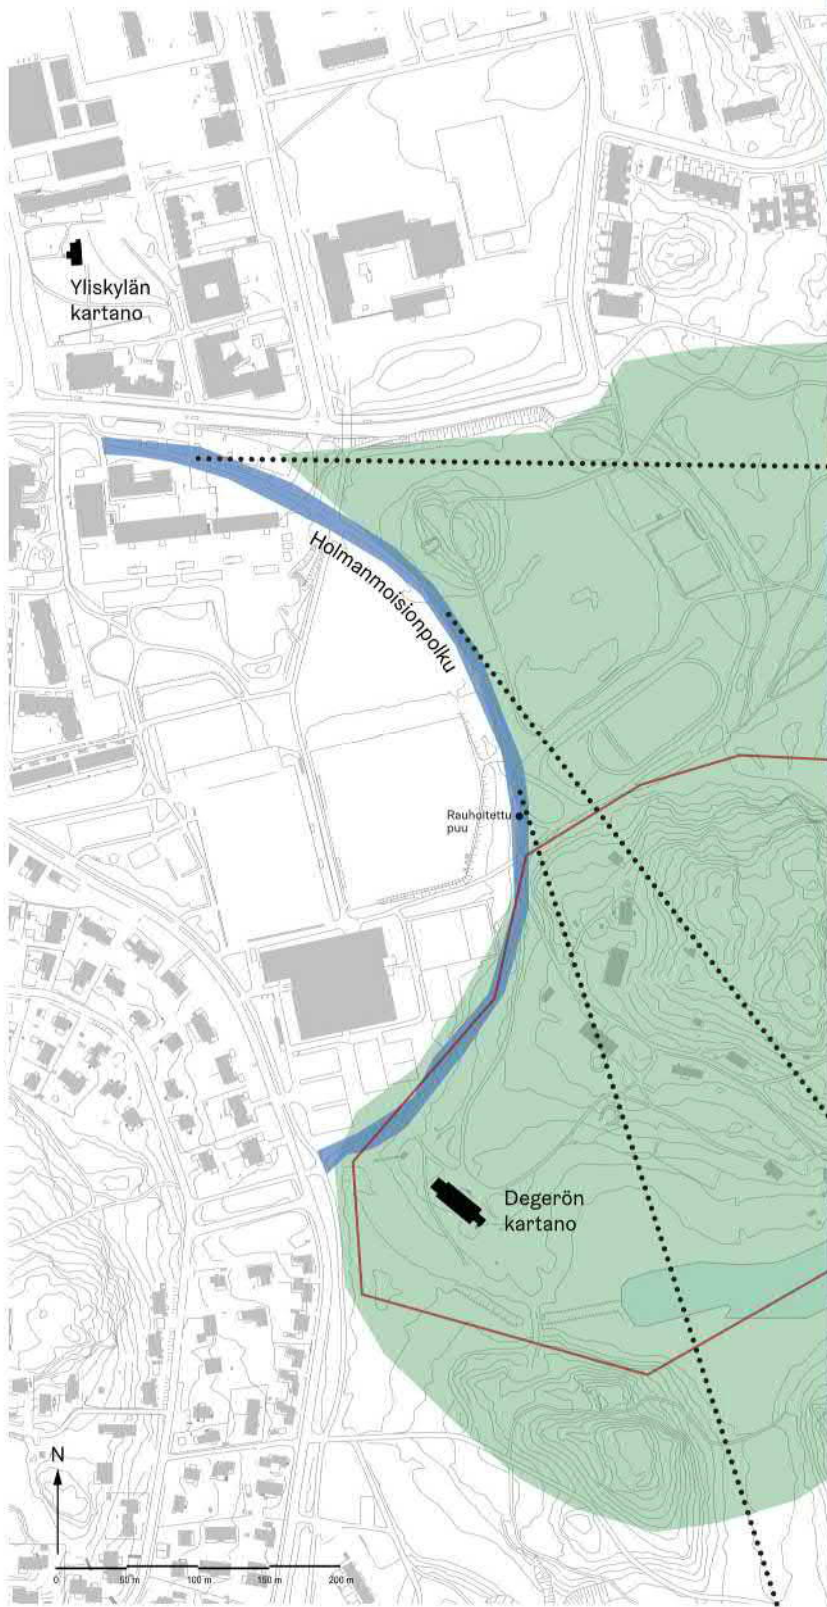 Yliskylän
kartano
Holmanmoisionpolku
Rauhoitettu
puu
Degerön
kartano
N
0 50 m 100 m 150 m 200 m